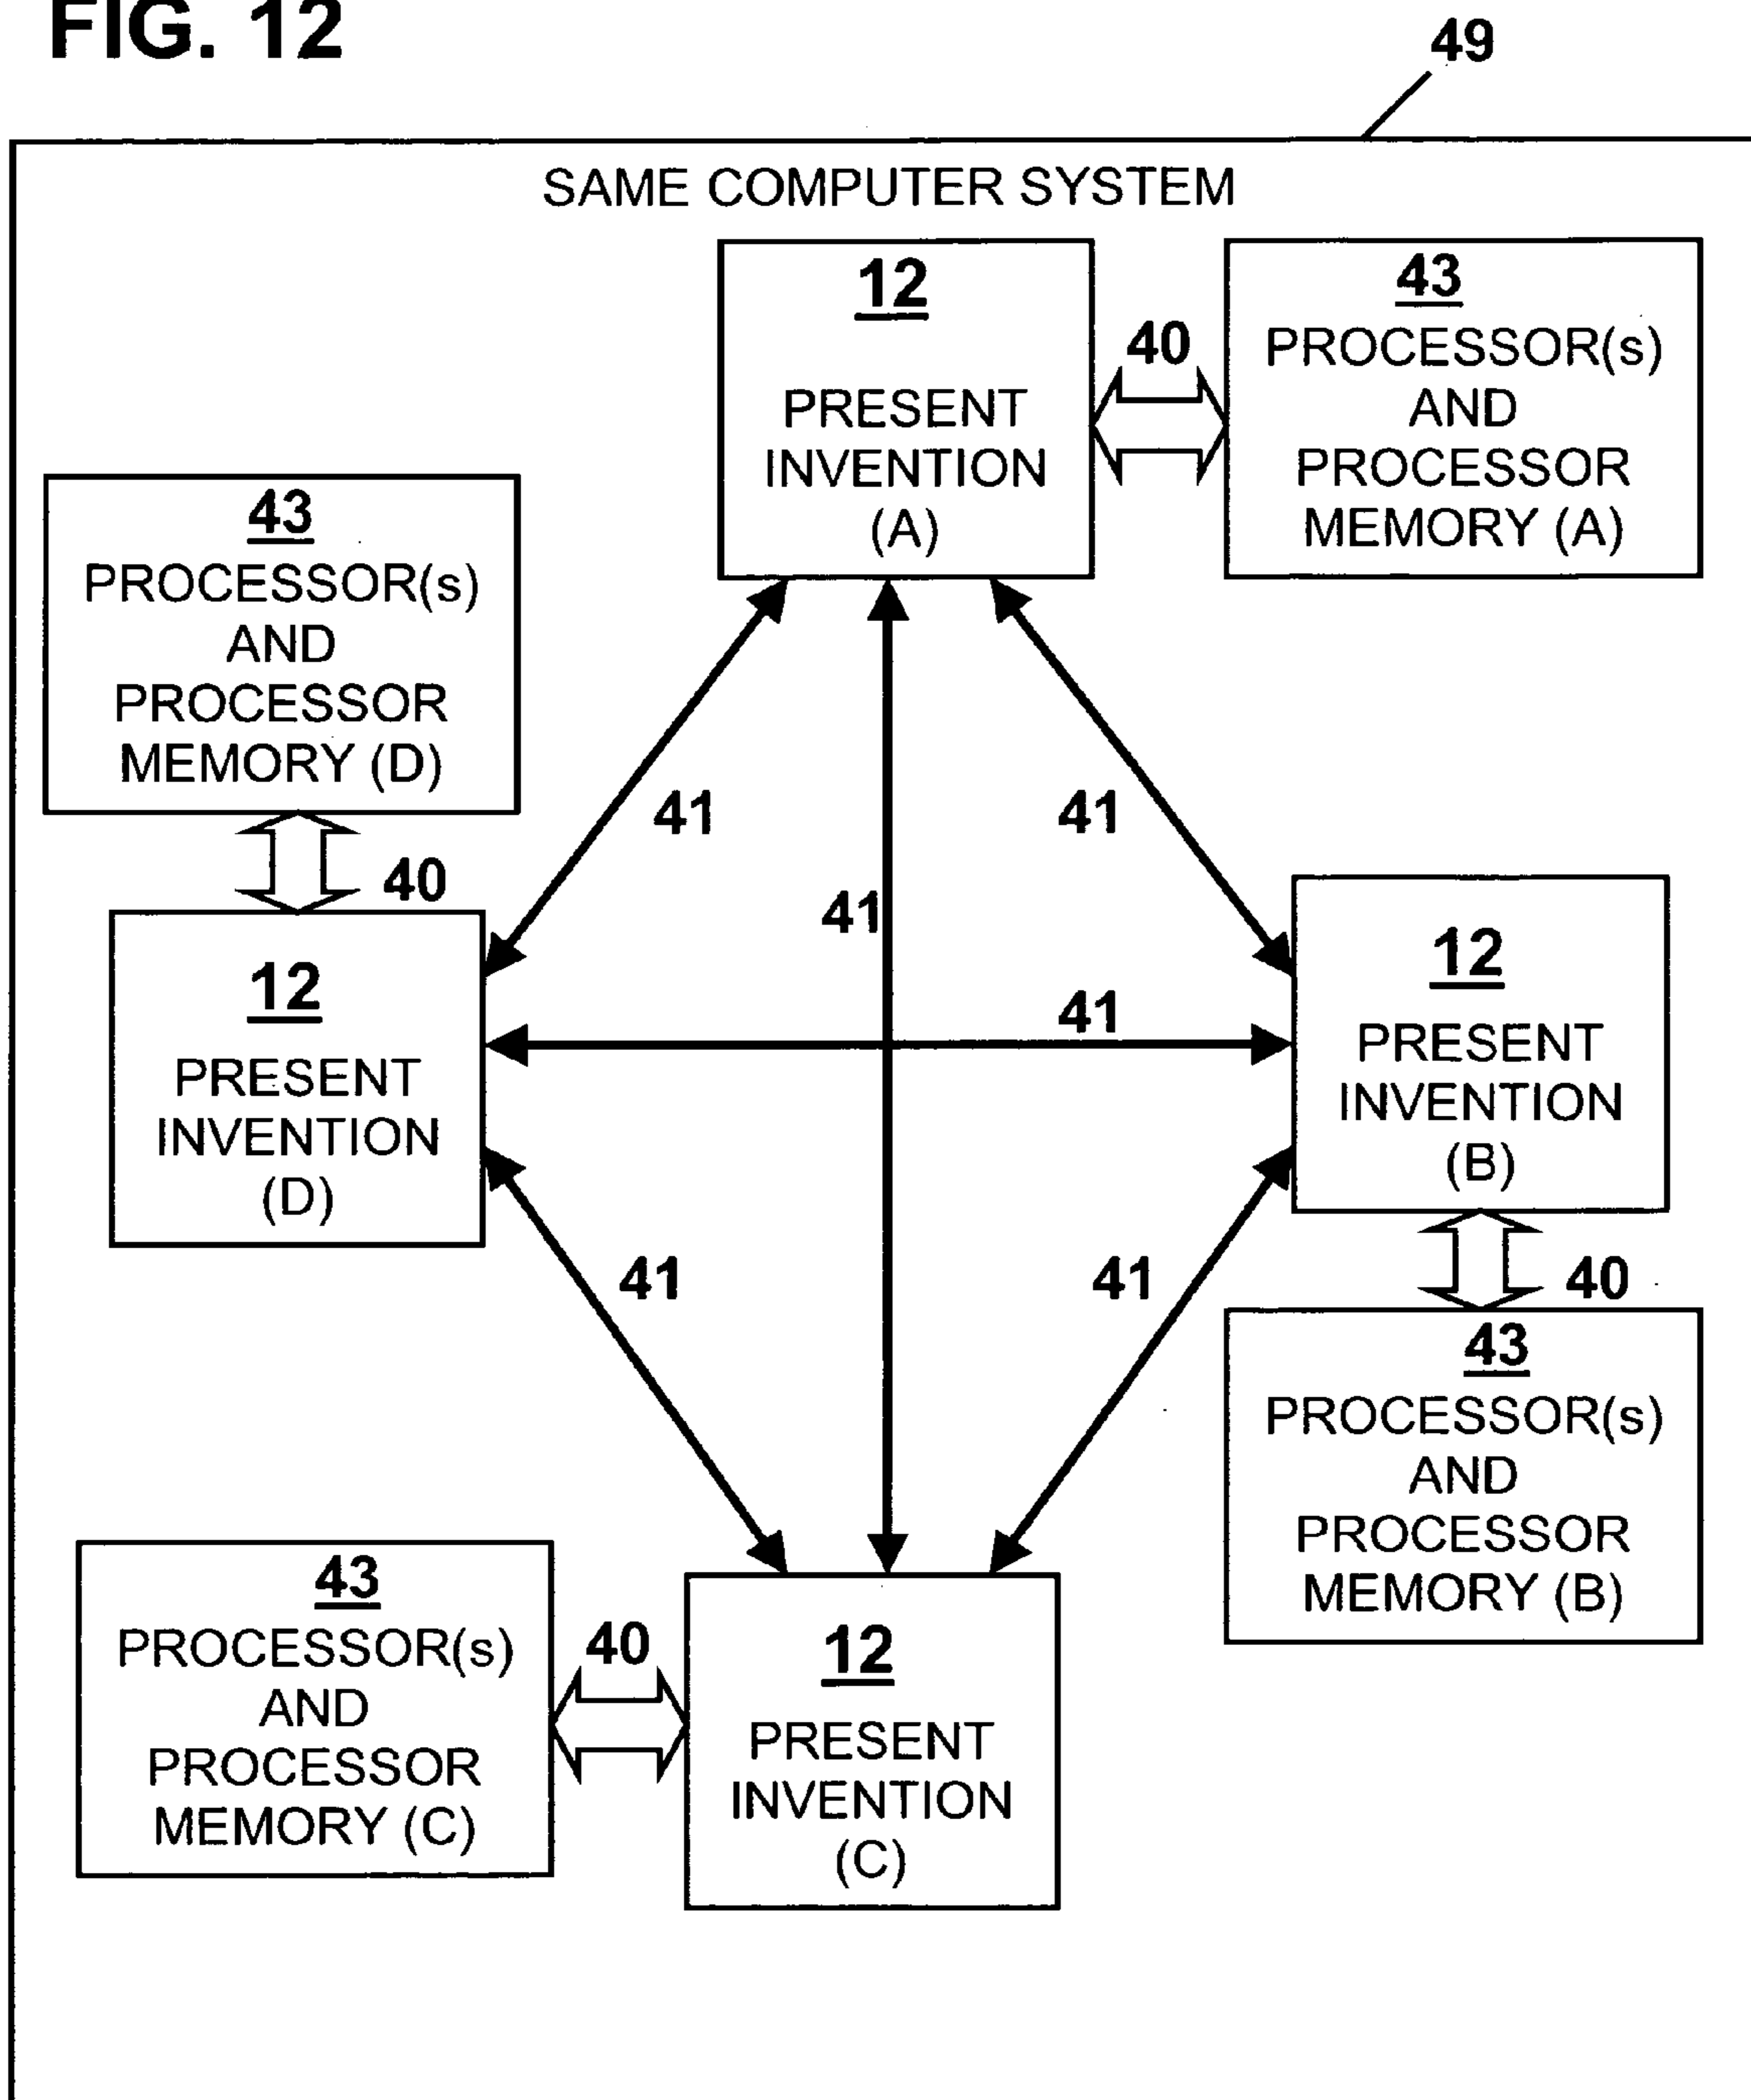 FIG. 12
49
SAME COMPUTER SYSTEM
12
PRESENT
INVENTION
(A)
40
43
PROCESSOR(s)
AND
PROCESSOR
MEMORY (A)
43
PROCESSOR(s)
AND
PROCESSOR
MEMORY (D)
40
41
41
41
41
12
PRESENT
INVENTION
(D)
12
PRESENT
INVENTION
(B)
41
41
40
43
PROCESSOR(s)
AND
PROCESSOR
MEMORY (B)
43
PROCESSOR(s)
AND
PROCESSOR
MEMORY (C)
40
12
PRESENT
INVENTION
(C)